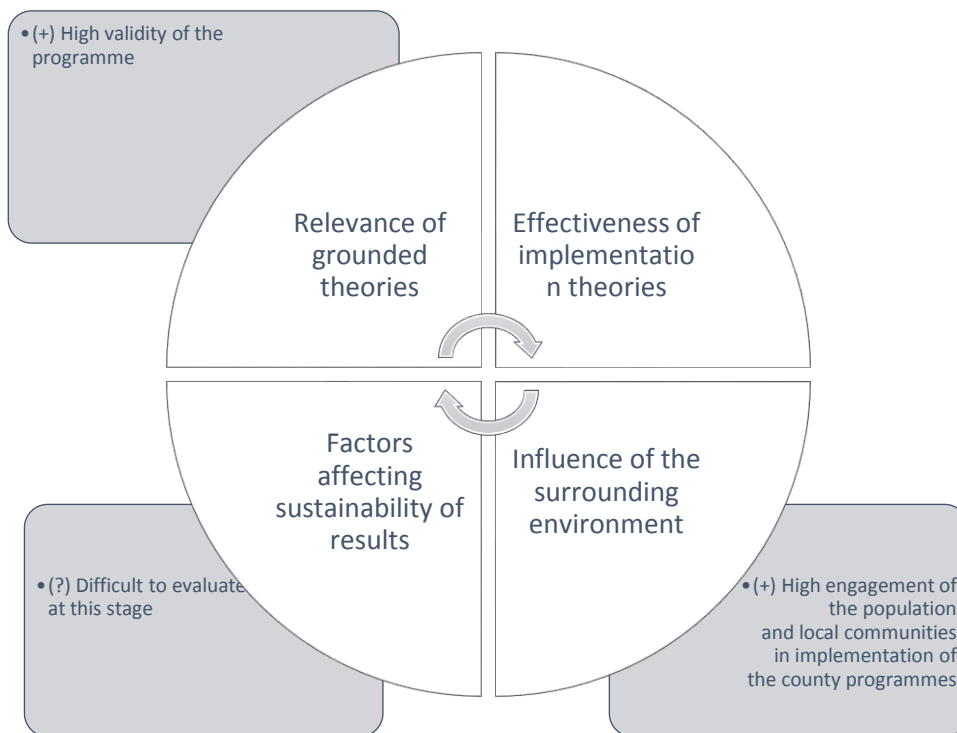 • (+) High validity of the
programme
Relevance of
grounded
theories
Effectiveness of
implementatio
n theories
Factors
affecting
sustainability of
results
Influence of the
surrounding
environment
• (?) Difficult to evaluate
at this stage
• (+) High engagement of
the population
and local communities
in implementation of
the county programmes